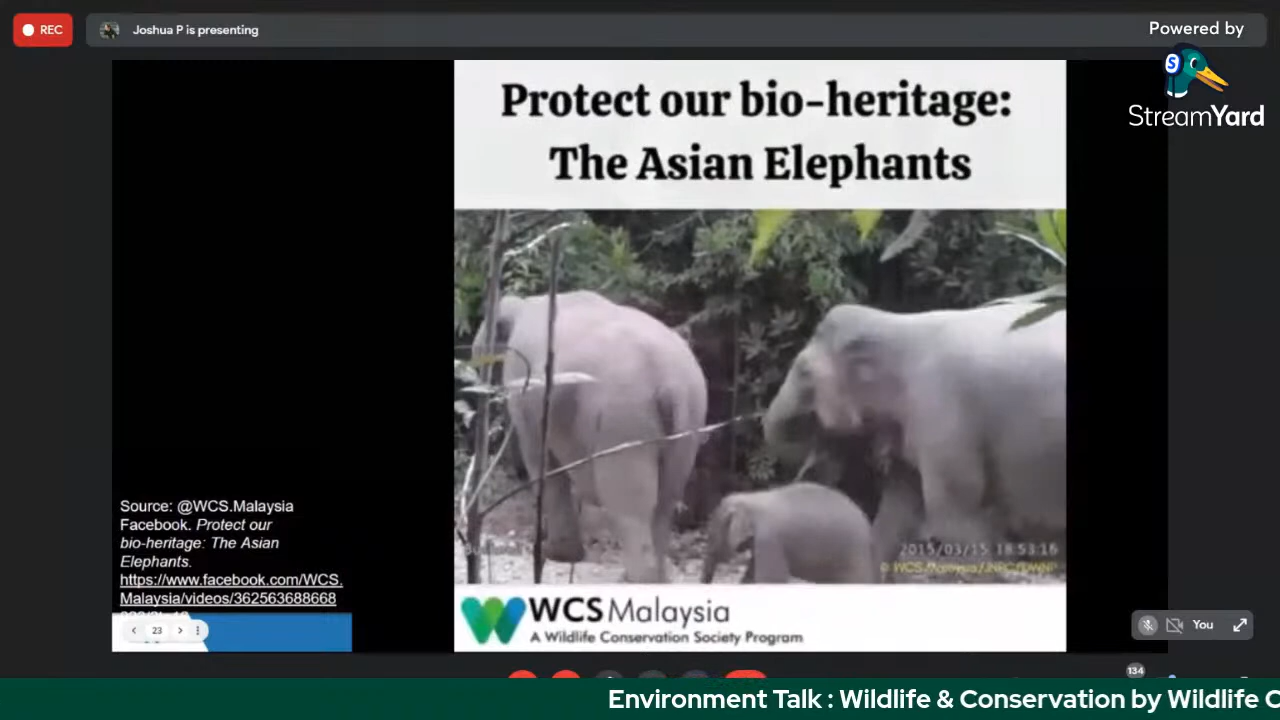 REC
Joshua P is presenting
Powered by
S
StreamYard
Protect our bio-heritage:
The Asian Elephants
2015/03/15 18:53:16
Source: @WCS.Malaysia
Facebook. Protect our
bio-heritage: The Asian
Elephants.
https://www.facebook.com/WCS.
Malaysia/videos/362563688668
23
WCS Malaysia
A Wildlife Conservation Society Program
You
134
Environment Talk : Wildlife & Conservation by Wildlife C